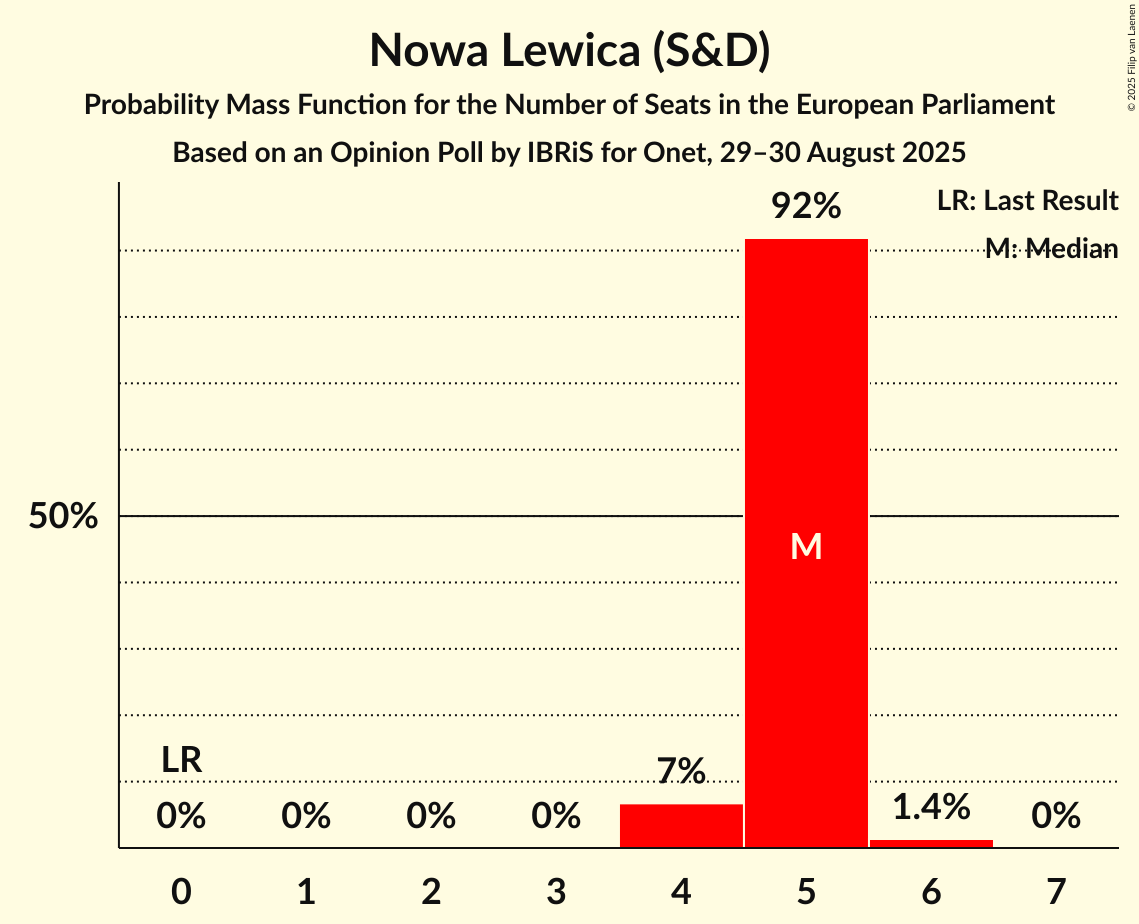 Nowa Lewica (S&D)
Probability Mass Function for the Number of Seats in the European Parliament
Based on an Opinion Poll by IBRiS for Onet, 29–30 August 2025
© 2025 Filip van Laenen
LR: Last Result
M: Median
92%
50%
M
LR
7%
0% 0% 0% 0% 1.4% 0%
0 1 2 3 4 5 6 7